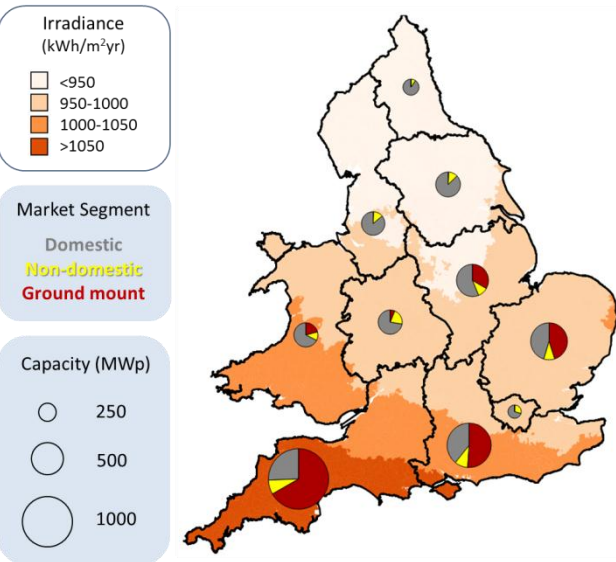 Irradiance
(kWh/m²yr)
<950
950-1000
1000-1050
>1050
Market Segment
Domestic
Non-domestic
Ground mount
Capacity (MWp)
250
500
1000